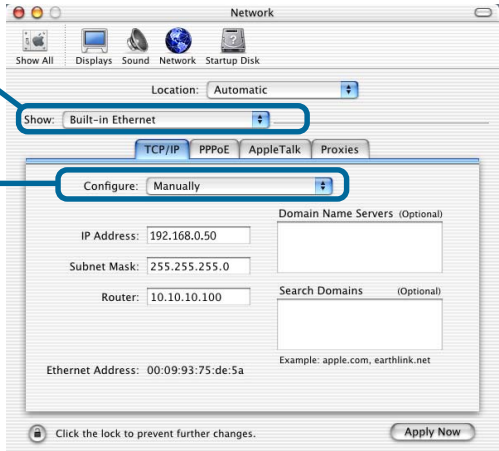 Network
Show All Displays Sound Network Startup Disk
Location: Automatic
Show: Built-in Ethernet
TCP/IP PPPoE AppleTalk Proxies
Configure: Manually
Domain Name Servers (Optional)
IP Address: 192.168.0.50
Subnet Mask: 255.255.255.0
Router: 10.10.10.100
Search Domains (Optional)
Example: apple.com, earthlink.net
Ethernet Address: 00:09:93:75:de:5a
Click the lock to prevent further changes.
Apply Now